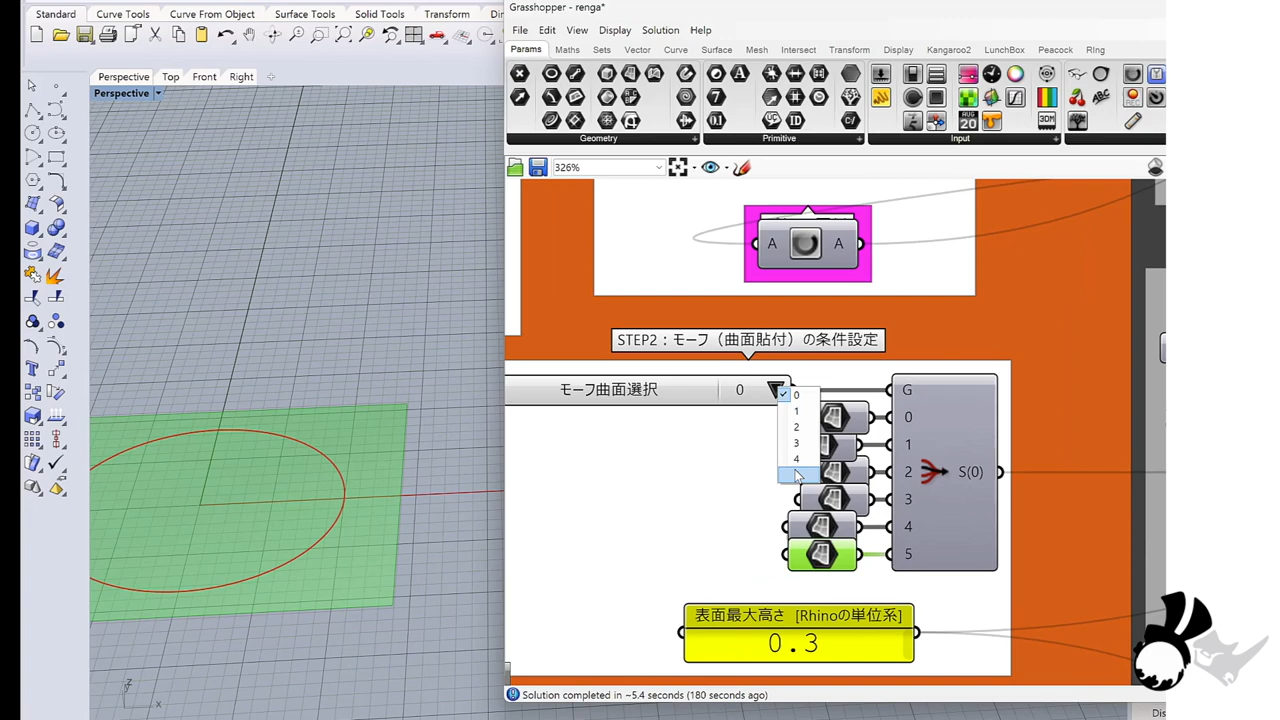 Standard
Curve Tools
Curve From Object
Surface Tools
Solid Tools
Transform
Perspective
Top
Front
Right
Perspective
z
x
Grasshopper - renga*
File
Edit
View
Display
Solution
Help
Params
Maths
Sets
Vector
Curve
Surface
Mesh
Intersect
Transform
Display
Kangaroo2
LunchBox
Peacock
RIng
Geometry
Primitive
Input
326%
A
A
STEP2：モーフ（曲面貼付）の条件設定
モーフ曲面選択
0
0
1
2
3
4
G
0
1
2
3
4
5
S(0)
表面最大高さ [Rhinoの単位系]
0.3
Solution completed in ~5.4 seconds (180 seconds ago)